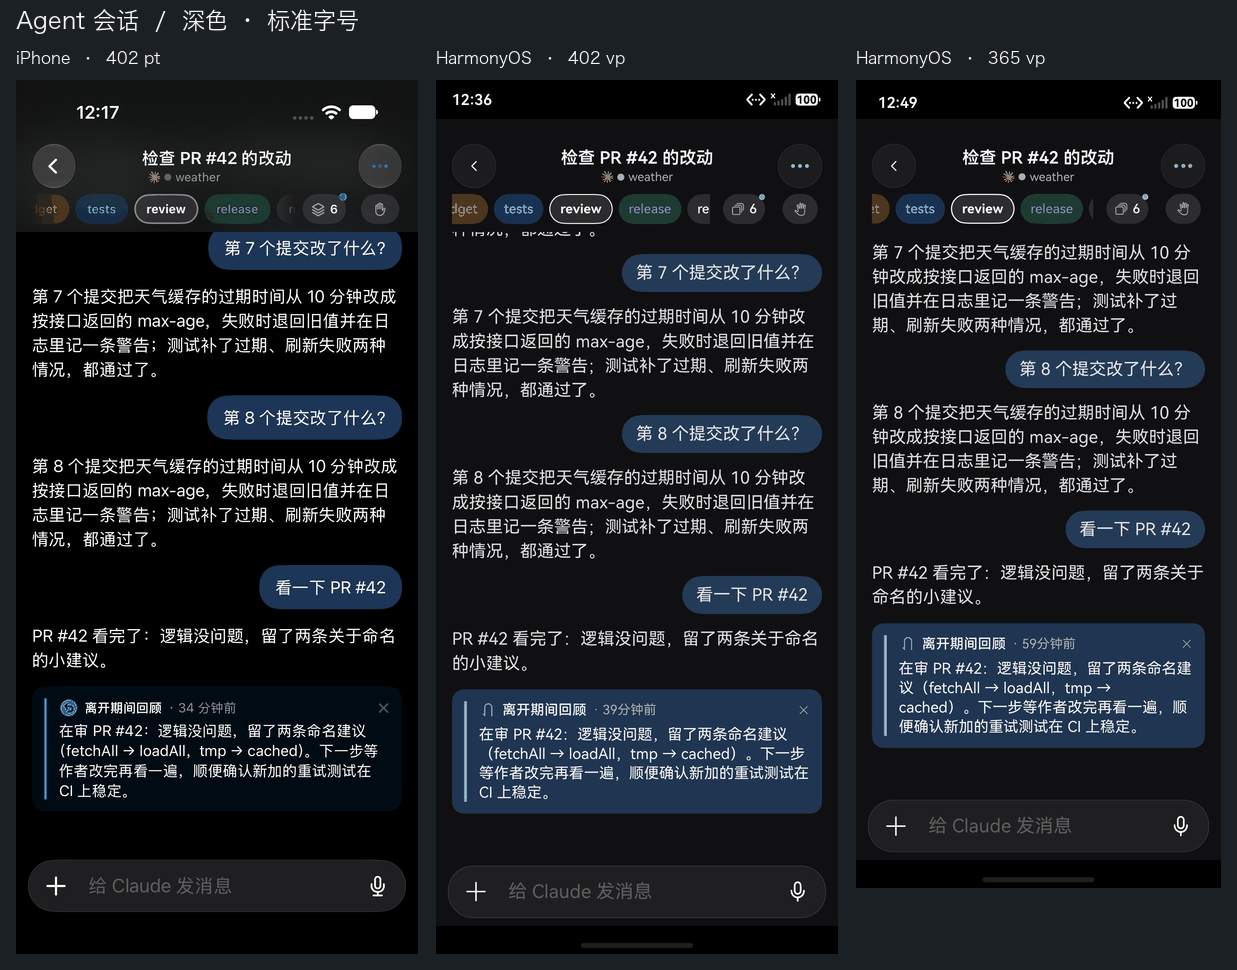 Agent 会话 / 深色 · 标准字号
iPhone · 402 pt
12:17
检查 PR #42 的改动
weather
tests
review
release
6
第 7 个提交改了什么?
第 7 个提交把天气缓存的过期时间从 10 分钟改成
按接口返回的 max-age，失败时退回旧值并在日
志里记一条警告；测试补了过期、刷新失败两种
情况，都通过了。
第 8 个提交改了什么?
第 8 个提交把天气缓存的过期时间从 10 分钟改成
按接口返回的 max-age，失败时退回旧值并在日
志里记一条警告；测试补了过期、刷新失败两种
情况，都通过了。
看一下 PR #42
PR #42 看完了：逻辑没问题，留了两条关于命名
的小建议。
离开期间回顾 · 34 分钟前
在审 PR #42：逻辑没问题，留了两条命名建议
（fetchAll → loadAll，tmp → cached）。下一步等
作者改完再看一遍，顺便确认新加的重试测试在
CI 上稳定。
给 Claude 发消息
HarmonyOS · 402 vp
12:36
100
检查 PR #42 的改动
weather
dget
tests
review
release
re
6
种情况，都通过了。
第 7 个提交改了什么？
第 7 个提交把天气缓存的过期时间从 10 分钟改
成按接口返回的 max-age，失败时退回旧值并在
日志里记一条警告；测试补了过期、刷新失败两
种情况，都通过了。
第 8 个提交改了什么？
第 8 个提交把天气缓存的过期时间从 10 分钟改
成按接口返回的 max-age，失败时退回旧值并在
日志里记一条警告；测试补了过期、刷新失败两
种情况，都通过了。
看一下 PR #42
PR #42 看完了：逻辑没问题，留了两条关于命名
的小建议。
离开期间回顾 · 39分钟前
在审 PR #42：逻辑没问题，留了两条命名建议
（fetchAll → loadAll，tmp → cached）。下一步
等作者改完再看一遍，顺便确认新加的重试测试在
CI 上稳定。
给 Claude 发消息
HarmonyOS · 365 vp
12:49
100
检查 PR #42 的改动
weather
et
tests
review
release
6
第 7 个提交把天气缓存的过期时间从 10 分
钟改成按接口返回的 max-age，失败时退回
旧值并在日志里记一条警告；测试补了过
期、刷新失败两种情况，都通过了。
第 8 个提交改了什么？
第 8 个提交把天气缓存的过期时间从 10 分
钟改成按接口返回的 max-age，失败时退回
旧值并在日志里记一条警告；测试补了过
期、刷新失败两种情况，都通过了。
看一下 PR #42
PR #42 看完了：逻辑没问题，留了两条关于
命名的小建议。
离开期间回顾 · 59分钟前
在审 PR #42：逻辑没问题，留了两条命名建
议（fetchAll → loadAll，tmp →
cached）。下一步等作者改完再看一遍，顺
便确认新加的重试测试在 CI 上稳定。
给 Claude 发消息